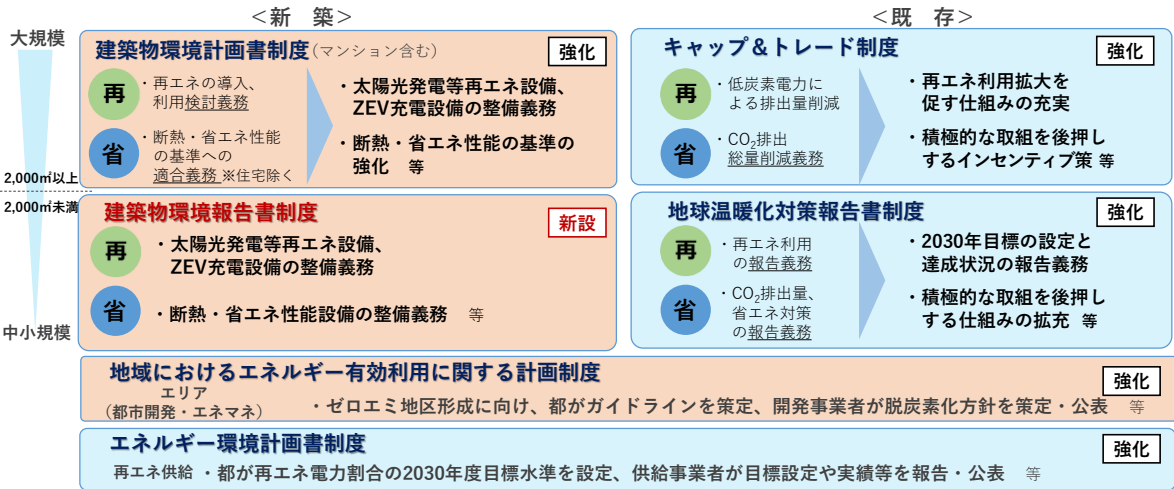 ＜新　築＞
＜既　存＞
大規模
2,000㎡以上
2,000㎡未満
中小規模
建築物環境計画書制度(マンション含む)
強化
再
・再エネの導入、
利用検討義務
省
・断熱・省エネ性能
の基準への
適合義務 ※住宅除く
・太陽光発電等再エネ設備、
ZEV充電設備の整備義務
・断熱・省エネ性能の基準の
強化　等
キャップ＆トレード制度
強化
再
・低炭素電力に
よる排出量削減
省
・CO₂排出
総量削減義務
・再エネ利用拡大を
促す仕組みの充実
・積極的な取組を後押し
するインセンティブ策 等
建築物環境報告書制度
新設
再
・太陽光発電等再エネ設備、
ZEV充電設備の整備義務
省
・断熱・省エネ性能設備の整備義務　等
地球温暖化対策報告書制度
強化
再
・再エネ利用
の報告義務
省
・CO₂排出量、
省エネ対策
の報告義務
・2030年目標の設定と
達成状況の報告義務
・積極的な取組を後押し
する仕組みの拡充　等
地域におけるエネルギー有効利用に関する計画制度
強化
エリア
（都市開発・エネマネ）
・ゼロエミ地区形成に向け、都がガイドラインを策定、開発事業者が脱炭素化方針を策定・公表　等
エネルギー環境計画書制度
強化
再エネ供給 ・都が再エネ電力割合の2030年度目標水準を設定、供給事業者が目標設定や実績等を報告・公表　等